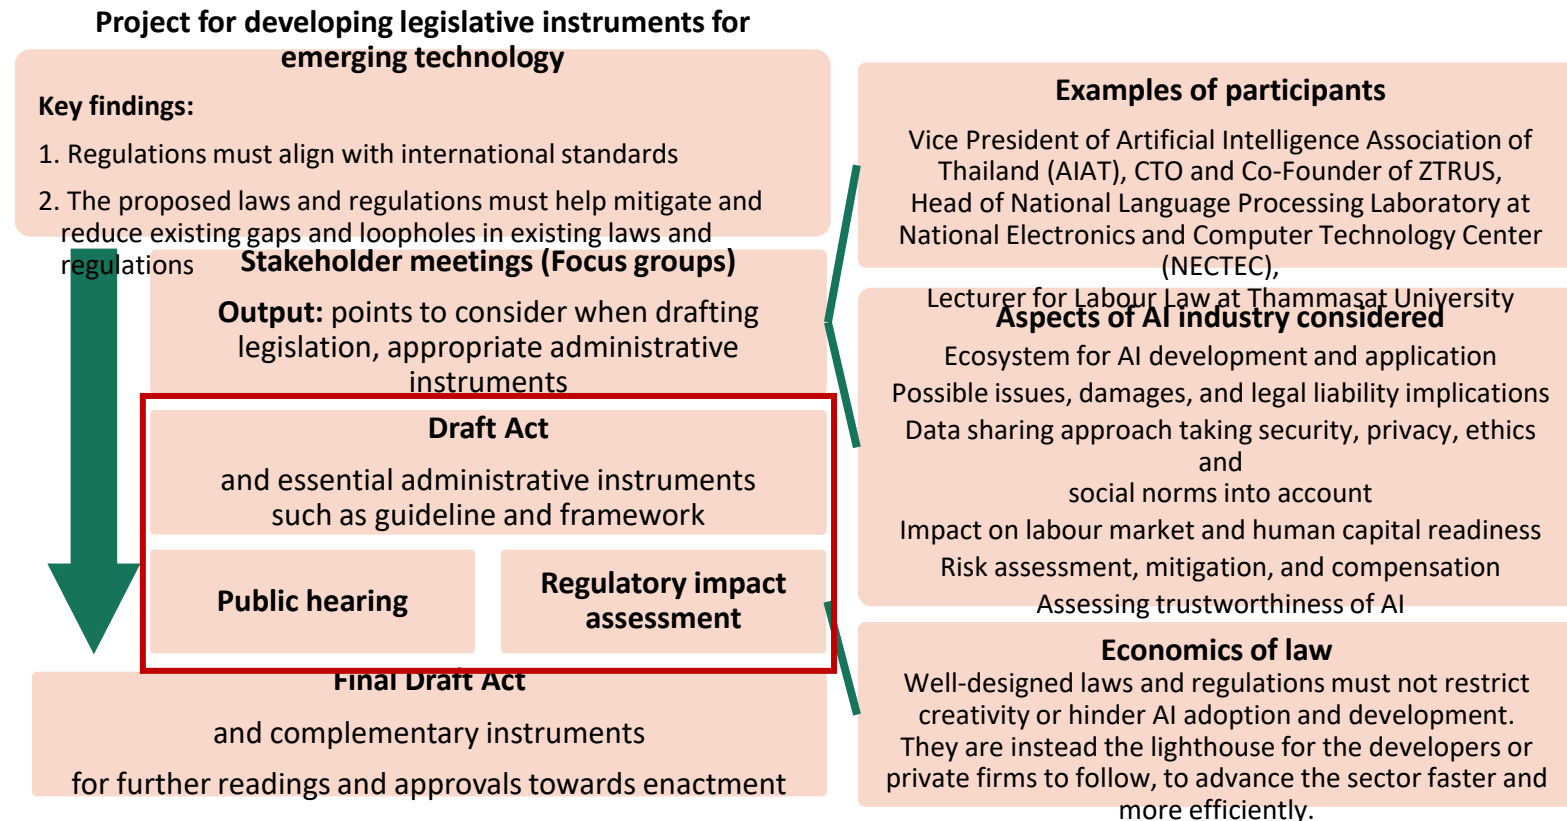 Project for developing legislative instruments for
emerging technology
Key findings:
1. Regulations must align with international standards
2. The proposed laws and regulations must help mitigate and
reduce existing gaps and loopholes in existing laws and
regulations
Stakeholder meetings (Focus groups)
Output: points to consider when drafting
legislation, appropriate administrative
instruments
Draft Act
and essential administrative instruments
such as guideline and framework
Public hearing
Regulatory impact
assessment
Final Draft Act
and complementary instruments
for further readings and approvals towards enactment
Examples of participants
Vice President of Artificial Intelligence Association of
Thailand (AIAT), CTO and Co-Founder of ZTRUS,
Head of National Language Processing Laboratory at
National Electronics and Computer Technology Center
(NECTEC),
Lecturer for Labour Law at Thammasat University
Aspects of AI industry considered
Ecosystem for AI development and application
Possible issues, damages, and legal liability implications
Data sharing approach taking security, privacy, ethics
and
social norms into account
Impact on labour market and human capital readiness
Risk assessment, mitigation, and compensation
Assessing trustworthiness of AI
Economics of law
Well-designed laws and regulations must not restrict
creativity or hinder AI adoption and development.
They are instead the lighthouse for the developers or
private firms to follow, to advance the sector faster and
more efficiently.